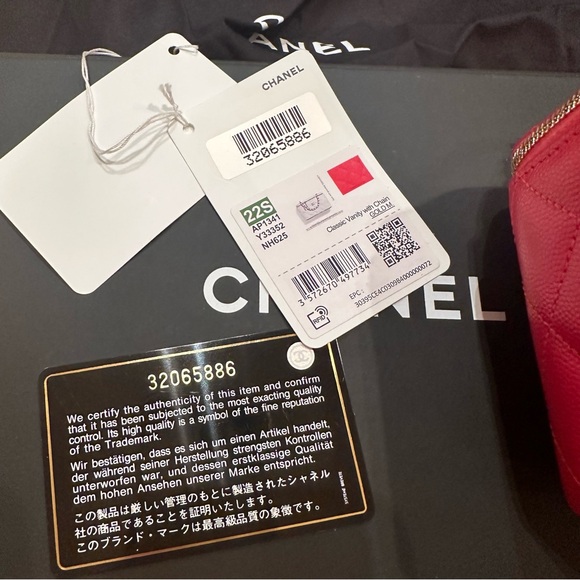 CHANEL
CHANEL
32065886
22S
AP1341
Y33352
NH625
Classic Vanity with Chain
GOLD M.
3 572670 497734
EPC :
30395CE4C03098400000072
RFID
CHANEL
32065886
We certify the authenticity of this item and confirm
that it has been subjected to the most exacting quality
control. Its high quality is a symbol of the fine reputation
of the Trademark.
Wir bestätigen, dass es sich um einen Artikel handelt,
der während seiner Herstellung strengsten Kontrollen
unterworfen war, und dessen erstklassige Qualität
dem hohen Ansehen unserer Marke entspricht.
この製品は厳しい管理のもとに製造されたシャネル
社の商品であることを証明いたします。
このブランド・マークは最高級品質の象徴です。